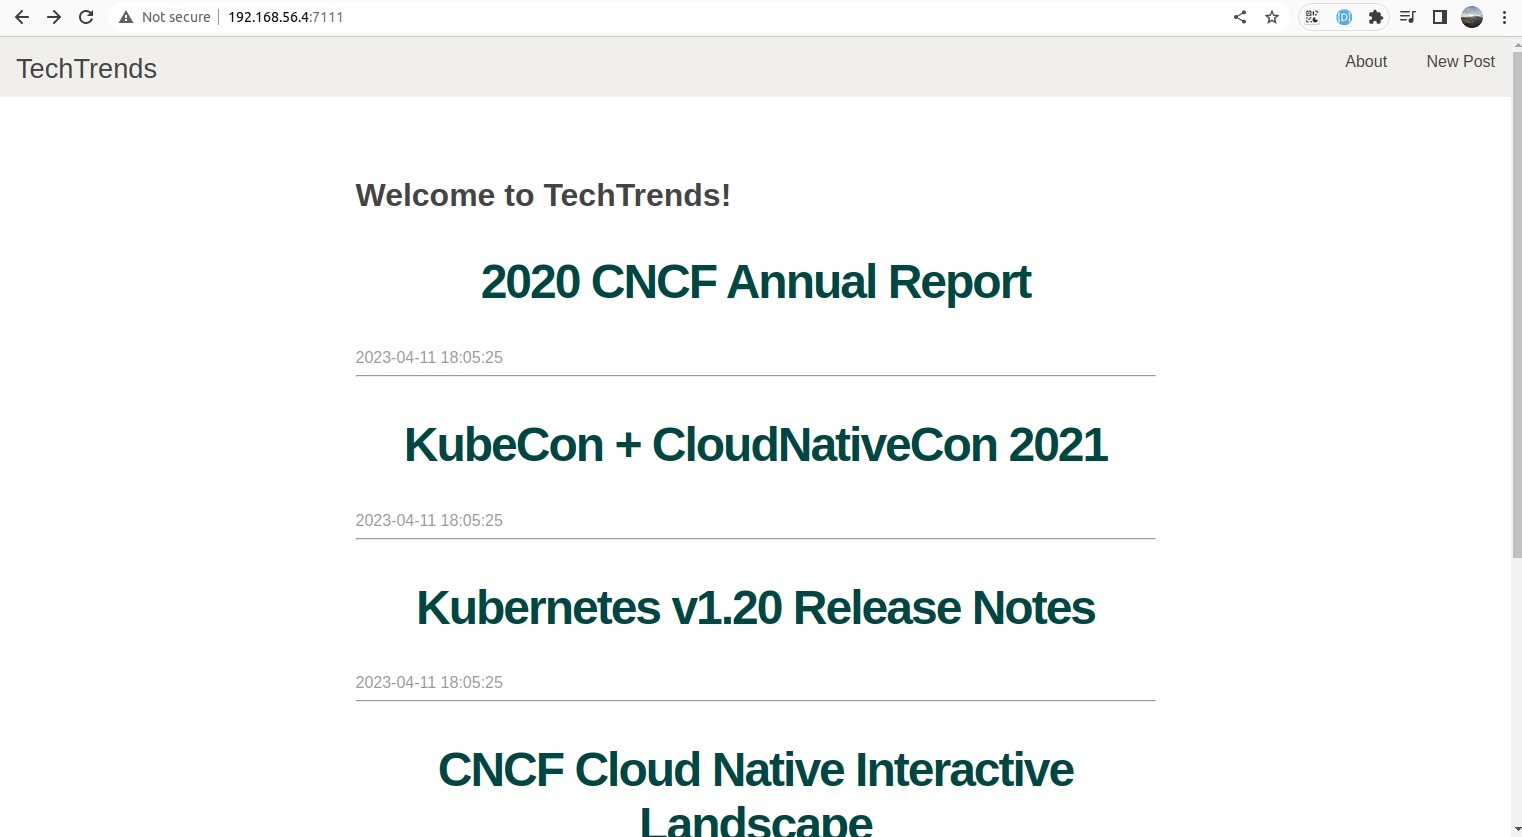 Not secure 192.168.56.4:7111
TechTrends
About
New Post
Welcome to TechTrends!
2020 CNCF Annual Report
2023-04-11 18:05:25
KubeCon + CloudNativeCon 2021
2023-04-11 18:05:25
Kubernetes v1.20 Release Notes
2023-04-11 18:05:25
CNCF Cloud Native Interactive
Landscape